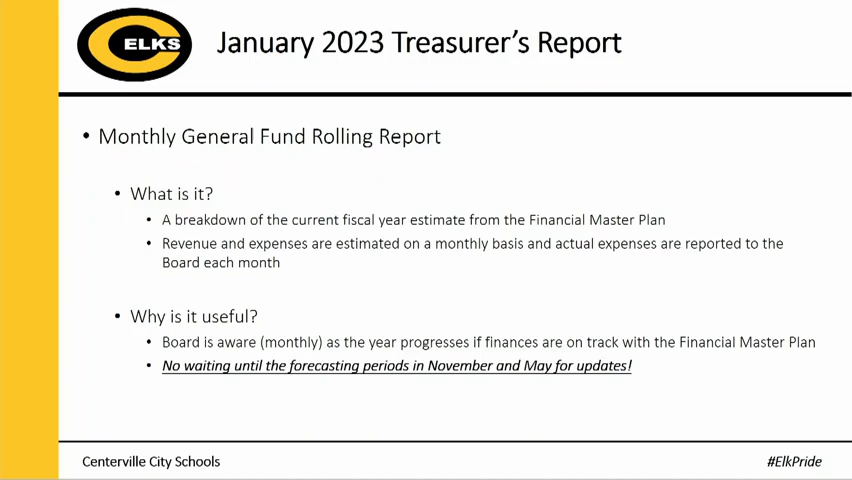 ELKS
January 2023 Treasurer's Report
• Monthly General Fund Rolling Report
• What is it?
• A breakdown of the current fiscal year estimate from the Financial Master Plan
• Revenue and expenses are estimated on a monthly basis and actual expenses are reported to the
Board each month
• Why is it useful?
• Board is aware (monthly) as the year progresses if finances are on track with the Financial Master Plan
• No waiting until the forecasting periods in November and May for updates!
Centerville City Schools
#ElkPride